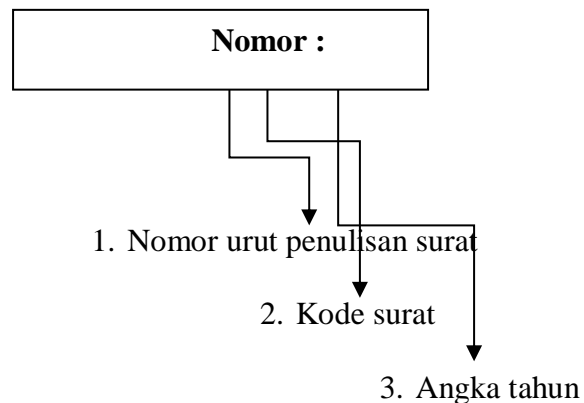 Nomor :
1. Nomor urut penulisan surat
2. Kode surat
3. Angka tahun